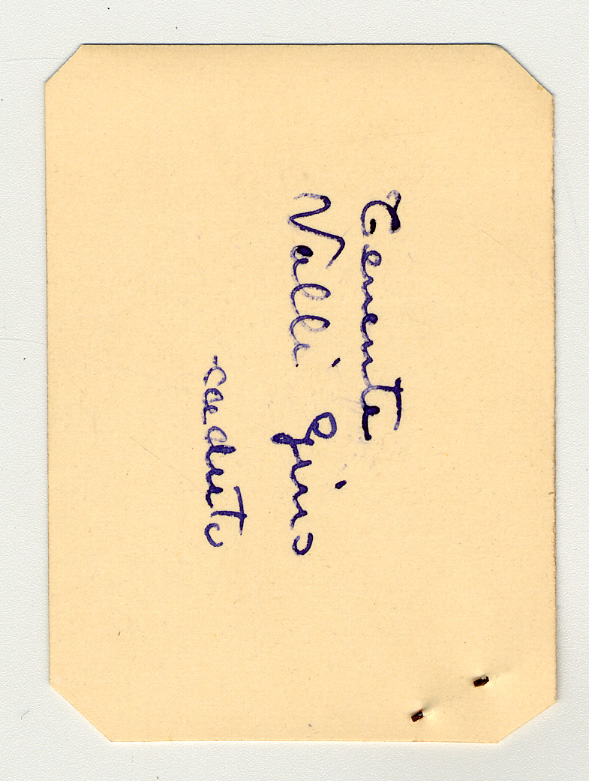 Tenente
Valli Gino
caduto